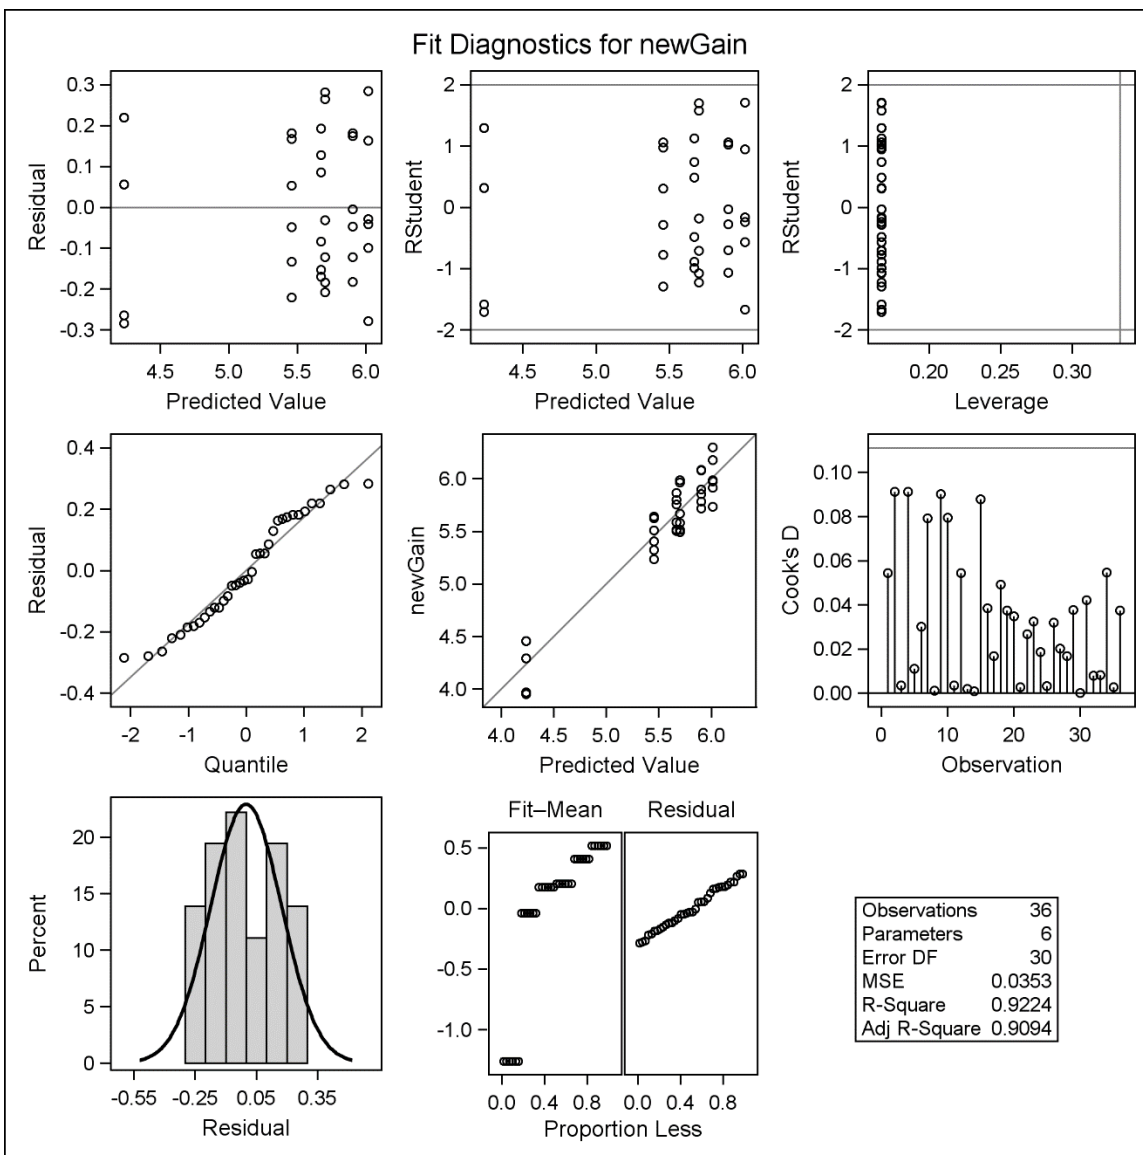 Fit Diagnostics for newGain
Residual
0.3
0.2
0.1
0.0
-0.1
-0.2
-0.3
4.5 5.0 5.5 6.0
Predicted Value
RStudent
2
1
0
-1
-2
4.5 5.0 5.5 6.0
Predicted Value
RStudent
2
1
0
-1
-2
0.20 0.25 0.30
Leverage
Residual
0.4
0.2
0.0
-0.2
-0.4
-2 -1 0 1 2
Quantile
newGain
6.0
5.5
5.0
4.5
4.0
4.0 4.5 5.0 5.5 6.0
Predicted Value
Cook's D
0.10
0.08
0.06
0.04
0.02
0.00
0 10 20 30
Observation
Percent
20
15
10
5
0
-0.55 -0.25 0.05 0.35
Residual
Fit–Mean Residual
0.5
0.0
-0.5
-1.0
0.0 0.4 0.8 0.0 0.4 0.8
Proportion Less
Observations 36
Parameters 6
Error DF 30
MSE 0.0353
R-Square 0.9224
Adj R-Square 0.9094